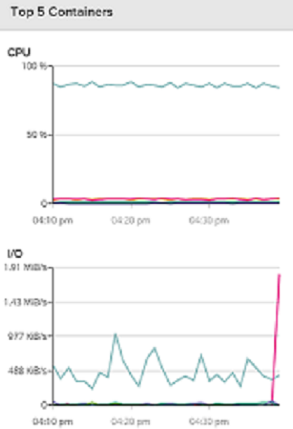 Top 5 Containers
CPU
100 %
50 %
0
04:10 pm 04:20 pm 04:30 pm
I/O
1.91 MiB/s
1.43 MiB/s
977 KiB/s
488 KiB/s
0
04:10 pm 04:20 pm 04:30 pm